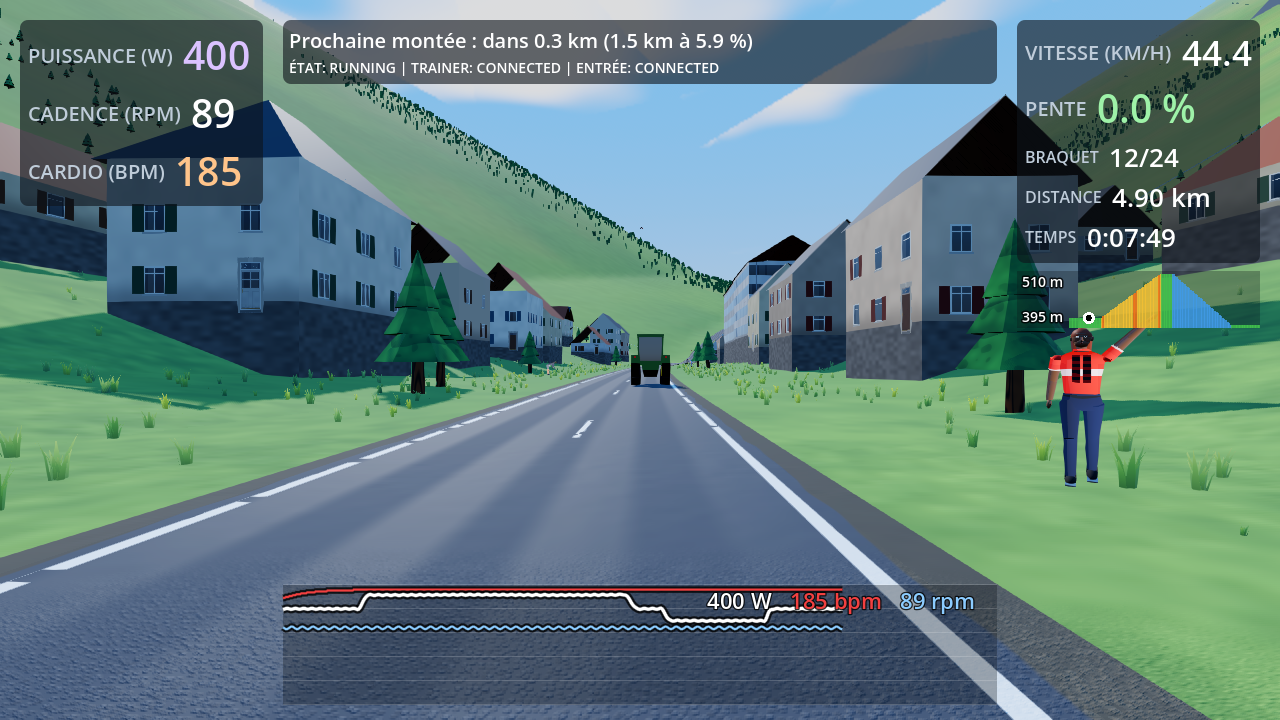 PUISSANCE (W) 400
CADENCE (RPM) 89
CARDIO (BPM) 185
Prochaine montée : dans 0.3 km (1.5 km à 5.9 %)
ÉTAT: RUNNING | TRAINER: CONNECTED | ENTRÉE: CONNECTED
VITESSE (KM/H) 44.4
PENTE 0.0 %
BRAQUET 12/24
DISTANCE 4.90 km
TEMPS 0:07:49
510 m
395 m
400 W 185 bpm 89 rpm